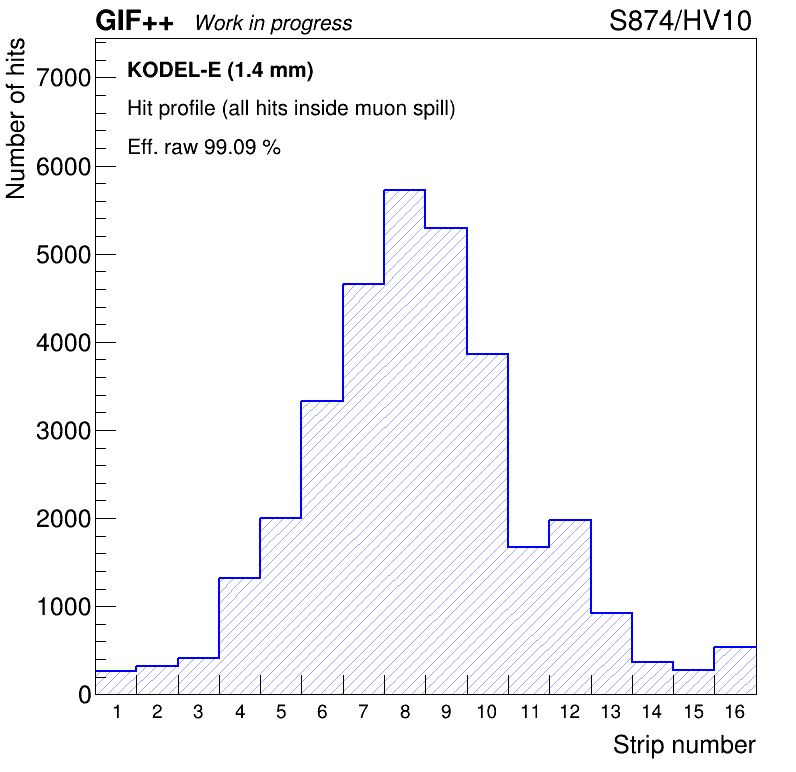 GIF++ Work in progress S874/HV10
Number of hits
KODEL-E (1.4 mm)
Hit profile (all hits inside muon spill)
Eff. raw 99.09 %
7000
6000
5000
4000
3000
2000
1000
0
1 2 3 4 5 6 7 8 9 10 11 12 13 14 15 16
Strip number